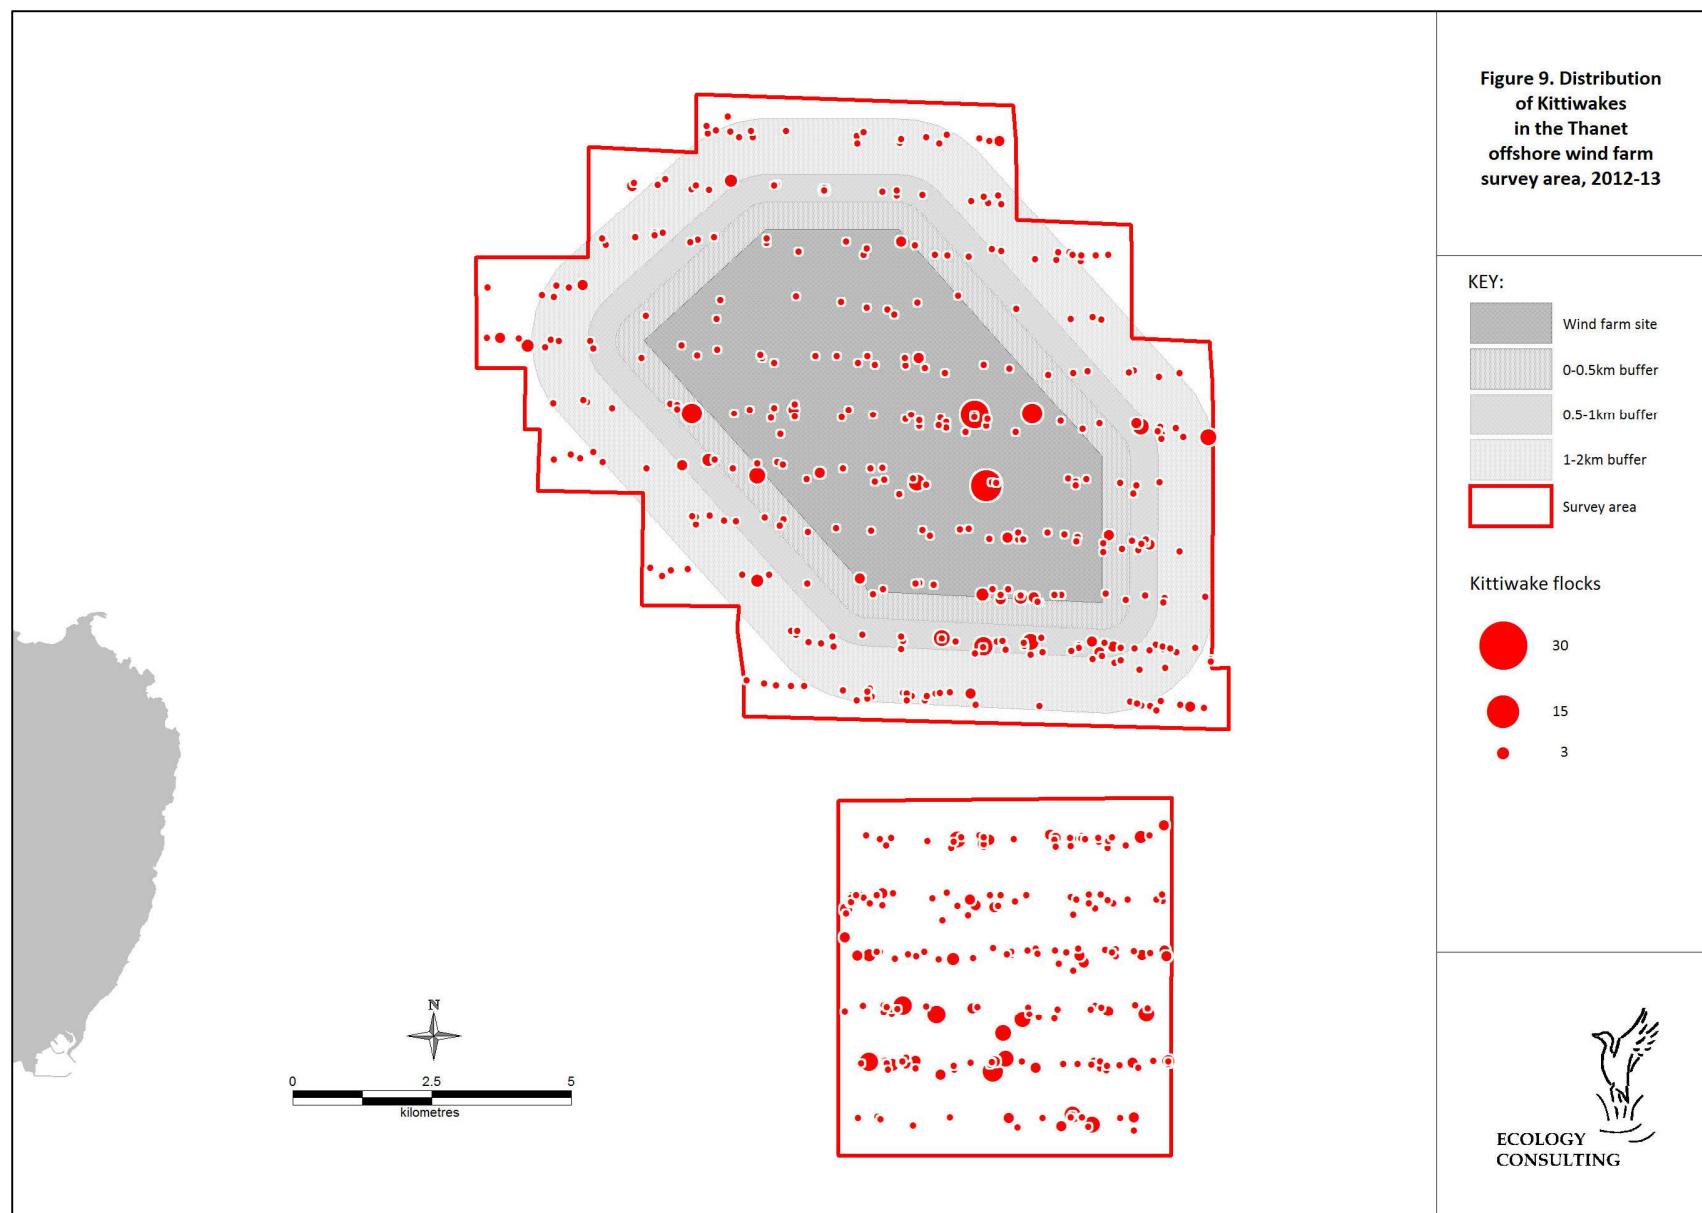 Figure 9. Distribution
of Kittiwakes
in the Thanet
offshore wind farm
survey area, 2012-13
KEY:
Wind farm site
0-0.5km buffer
0.5-1km buffer
1-2km buffer
Survey area
Kittiwake flocks
30
15
3
N
0 2.5 5
kilometres
ECOLOGY
CONSULTING